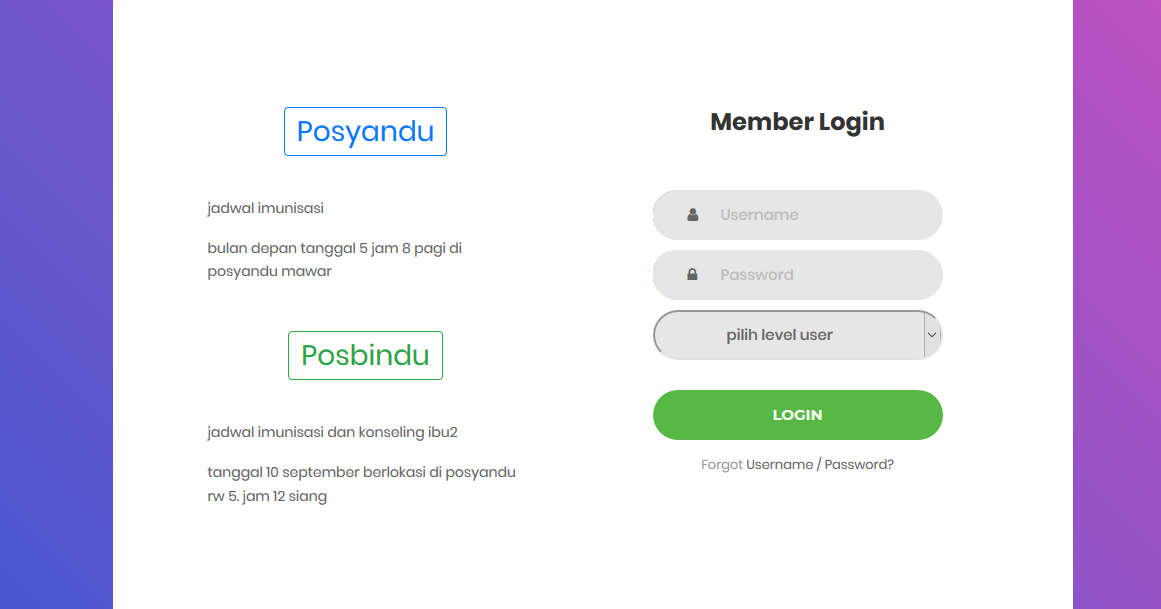 Posyandu
jadwal imunisasi
bulan depan tanggal 5 jam 8 pagi di
posyandu mawar
Posbindu
jadwal imunisasi dan konseling ibu2
tanggal 10 september berlokasi di posyandu
rw 5. jam 12 siang
Member Login
Username
Password
pilih level user
LOGIN
Forgot Username / Password?